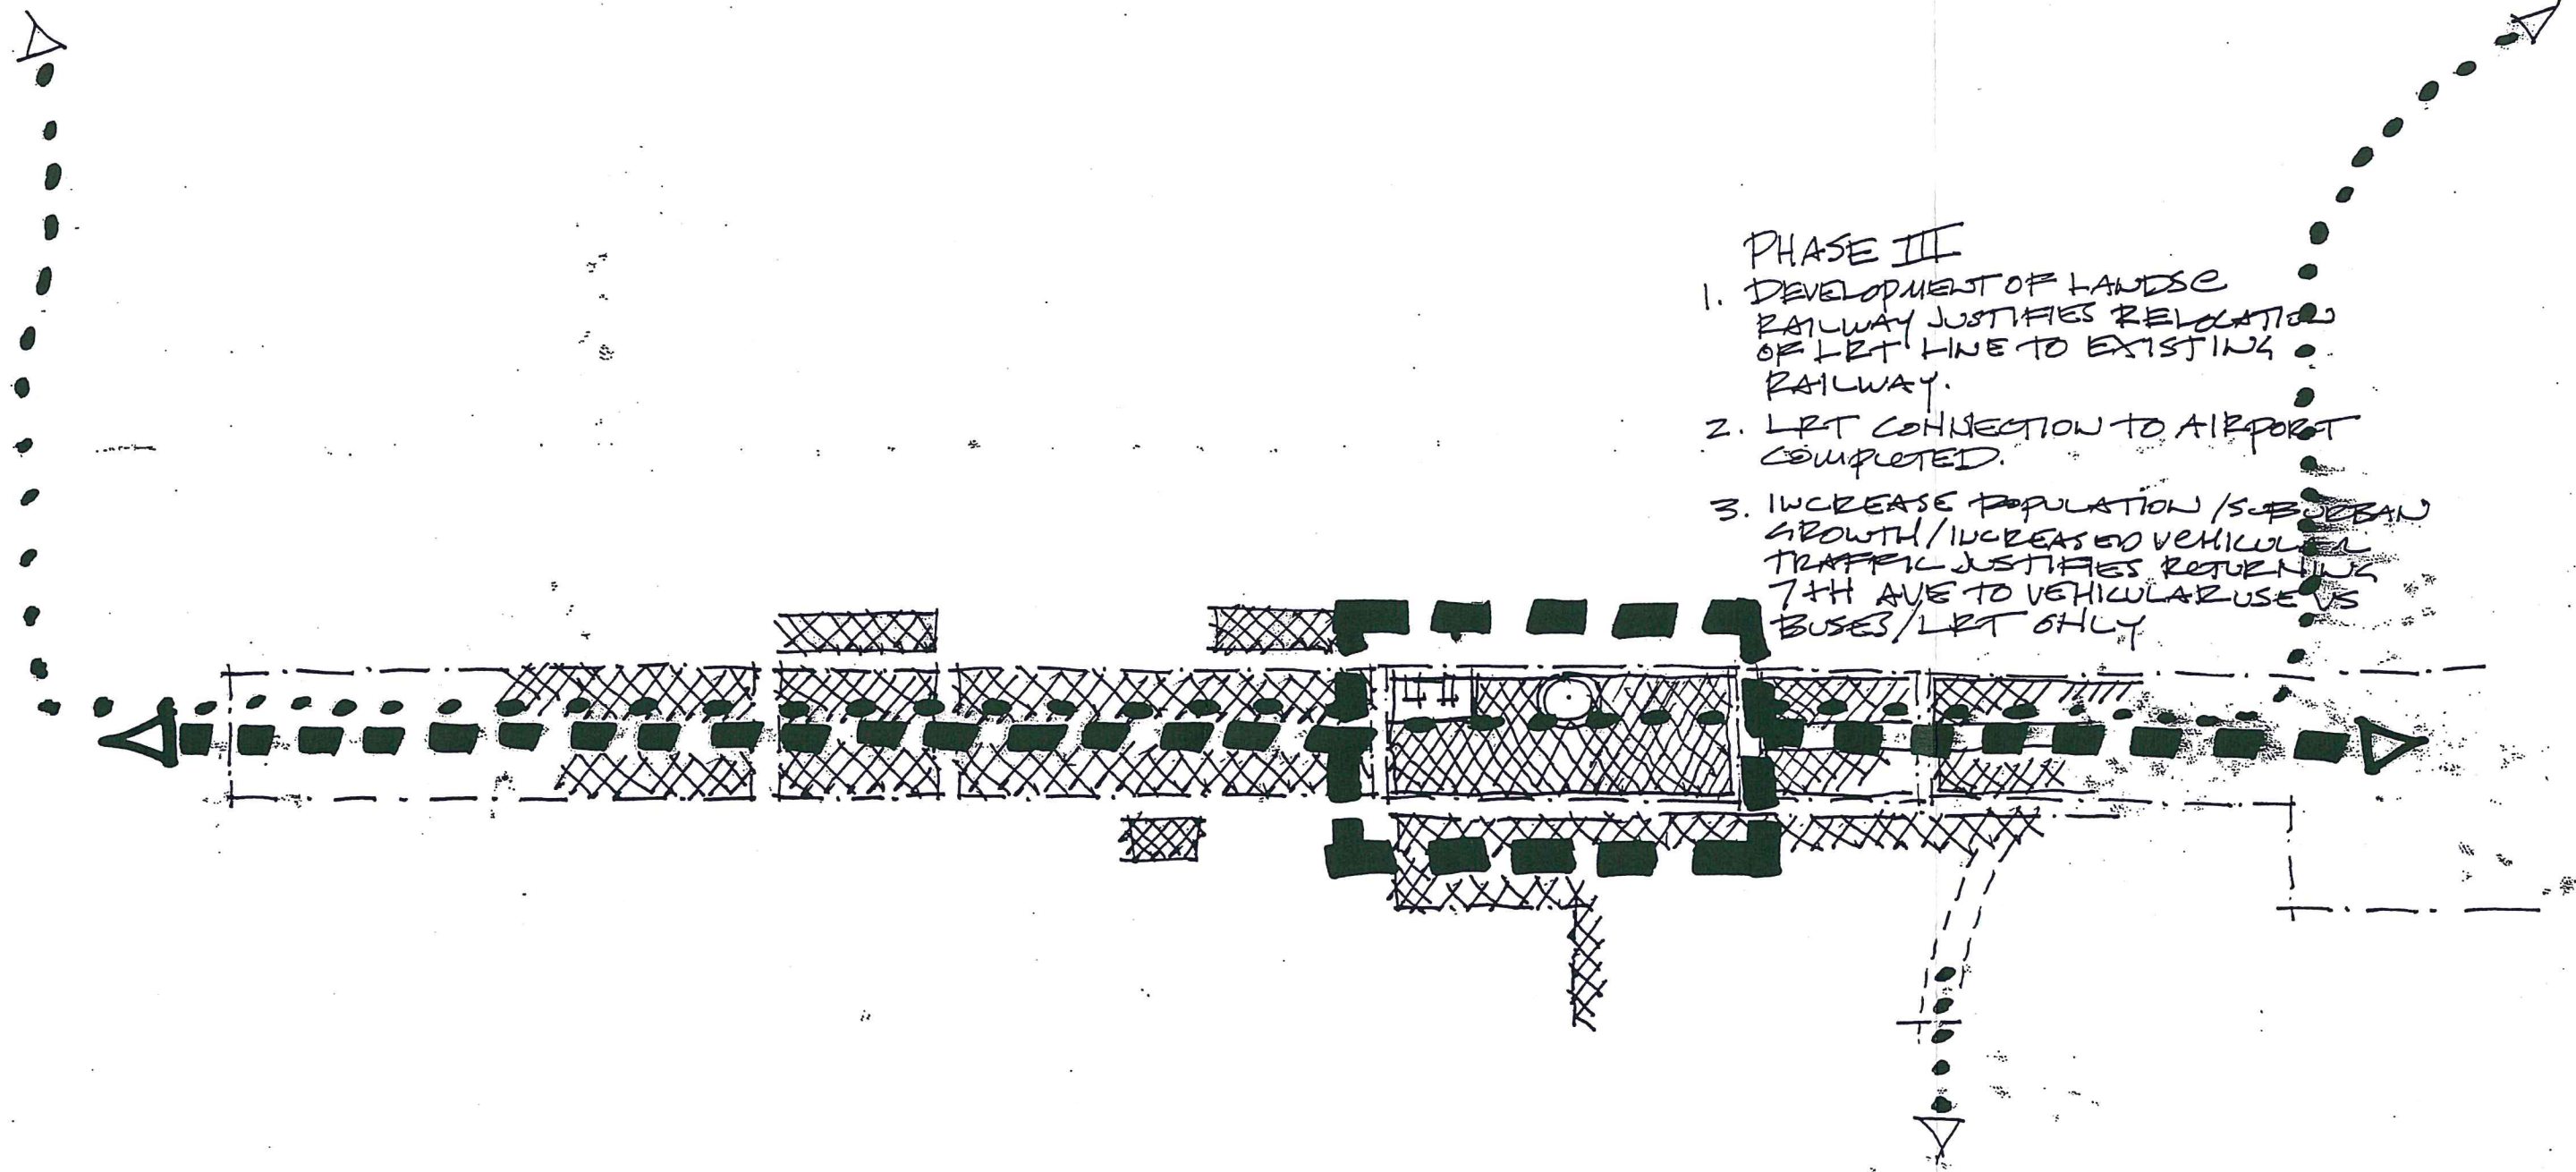 PHASE III
1. DEVELOPMENT OF LANDS @
RAILWAY JUSTIFIES RELOCATION
OF LRT LINE TO EXISTING
RAILWAY.
2. LRT CONNECTION TO AIRPORT
COMPLETED.
3. INCREASE POPULATION / SUBURBAN
GROWTH / INCREASED VEHICULAR
TRAFFIC JUSTIFIES RETURNING
7TH AVE TO VEHICULAR USE VS
BUSES / LRT ONLY